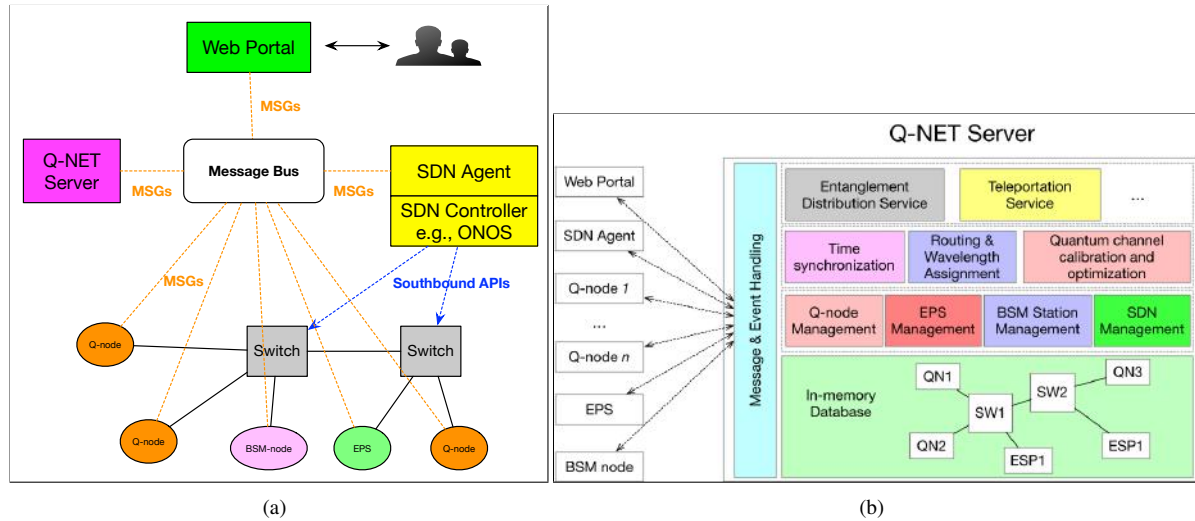 Web Portal
MSGs
Q-NET
Server
MSGs
Message Bus
MSGs
SDN Agent
SDN Controller
e.g., ONOS
MSGs
Southbound APIs
Q-node
Switch
Switch
Q-node
BSM-node
EPS
Q-node
(a)
Q-NET Server
Web Portal
SDN Agent
Q-node 1
...
Q-node n
EPS
BSM node
Message & Event Handling
Entanglement
Distribution Service
Teleportation
Service
...
Time
synchronization
Routing &
Wavelength
Assignment
Quantum channel
calibration and
optimization
Q-node
Management
EPS
Management
BSM Station
Management
SDN
Management
In-memory
Database
QN1
QN3
SW2
SW1
QN2
ESP1
ESP1
(b)